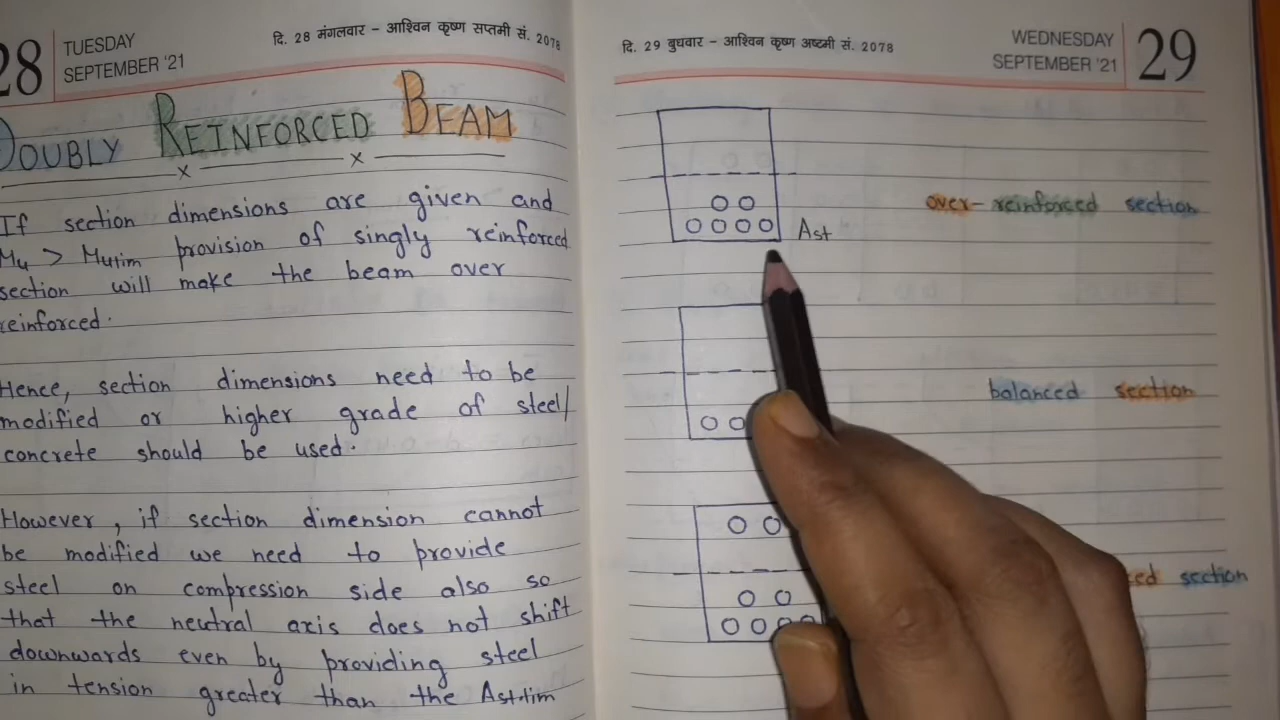 28
TUESDAY
SEPTEMBER '21
दि. 28 मंगलवार – आश्विन कृष्ण सप्तमी सं. 2078
DOUBLY REINFORCED BEAM
If section dimensions are given and
Mu > Mulim provision of singly reinforced
section will make the beam over
reinforced.
Hence, section dimensions need to be
modified or higher grade of steel/
concrete should be used.
However, if section dimension cannot
be modified we need to provide
steel on compression side also so
that the neutral axis does not shift
downwards even by providing steel
in tension greater than the Ast,lim
दि. 29 बुधवार – आश्विन कृष्ण अष्टमी सं. 2078
WEDNESDAY
SEPTEMBER '21
29
over-reinforced section
Ast
balanced section
section